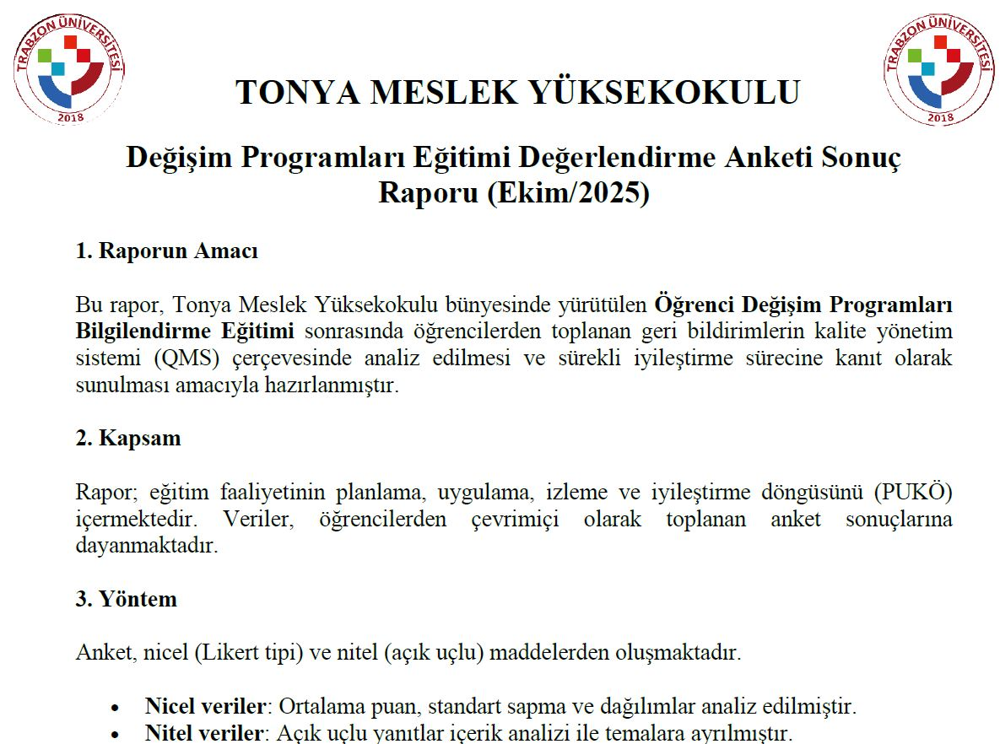 TRABZON ÜNİVERSİTESİ
2018
TRABZON ÜNİVERSİTESİ
2018
TONYA MESLEK YÜKSEKOKULU
Değişim Programları Eğitimi Değerlendirme Anketi Sonuç
Raporu (Ekim/2025)
1. Raporun Amacı
Bu rapor, Tonya Meslek Yüksekokulu bünyesinde yürütülen Öğrenci Değişim Programları
Bilgilendirme Eğitimi sonrasında öğrencilerden toplanan geri bildirimlerin kalite yönetim
sistemi (QMS) çerçevesinde analiz edilmesi ve sürekli iyileştirme sürecine kanıt olarak
sunulması amacıyla hazırlanmıştır.
2. Kapsam
Rapor; eğitim faaliyetinin planlama, uygulama, izleme ve iyileştirme döngüsünü (PUKÖ)
içermektedir. Veriler, öğrencilerden çevrimiçi olarak toplanan anket sonuçlarına
dayanmaktadır.
3. Yöntem
Anket, nicel (Likert tipi) ve nitel (açık uçlu) maddelerden oluşmaktadır.
• Nicel veriler: Ortalama puan, standart sapma ve dağılımlar analiz edilmiştir.
• Nitel veriler: Açık uçlu yanıtlar içerik analizi ile temalara ayrılmıştır.